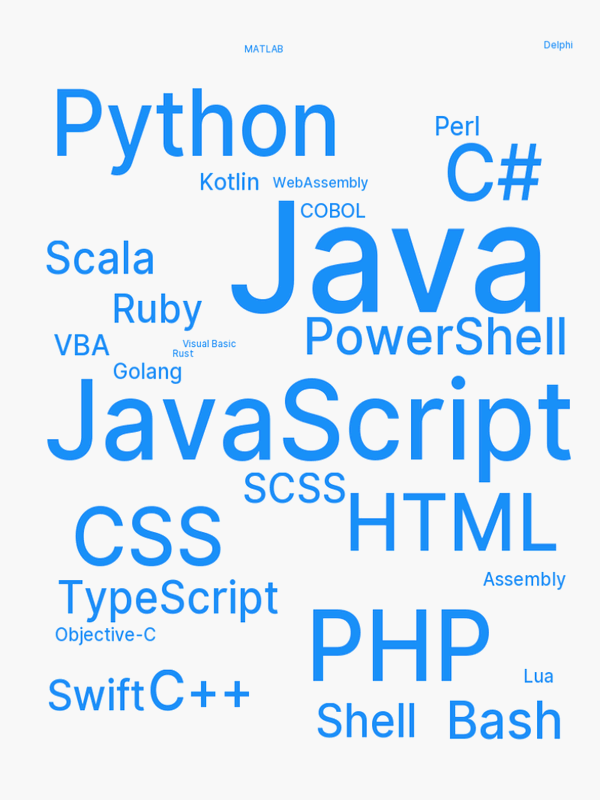 MATLAB
Delphi
Python
Perl
C#
Kotlin
WebAssembly
COBOL
Java
Scala
Ruby
PowerShell
VBA
Visual Basic
Rust
Golang
JavaScript
SCSS
HTML
CSS
Assembly
TypeScript
Objective-C
PHP
Lua
Swift
C++
Shell
Bash